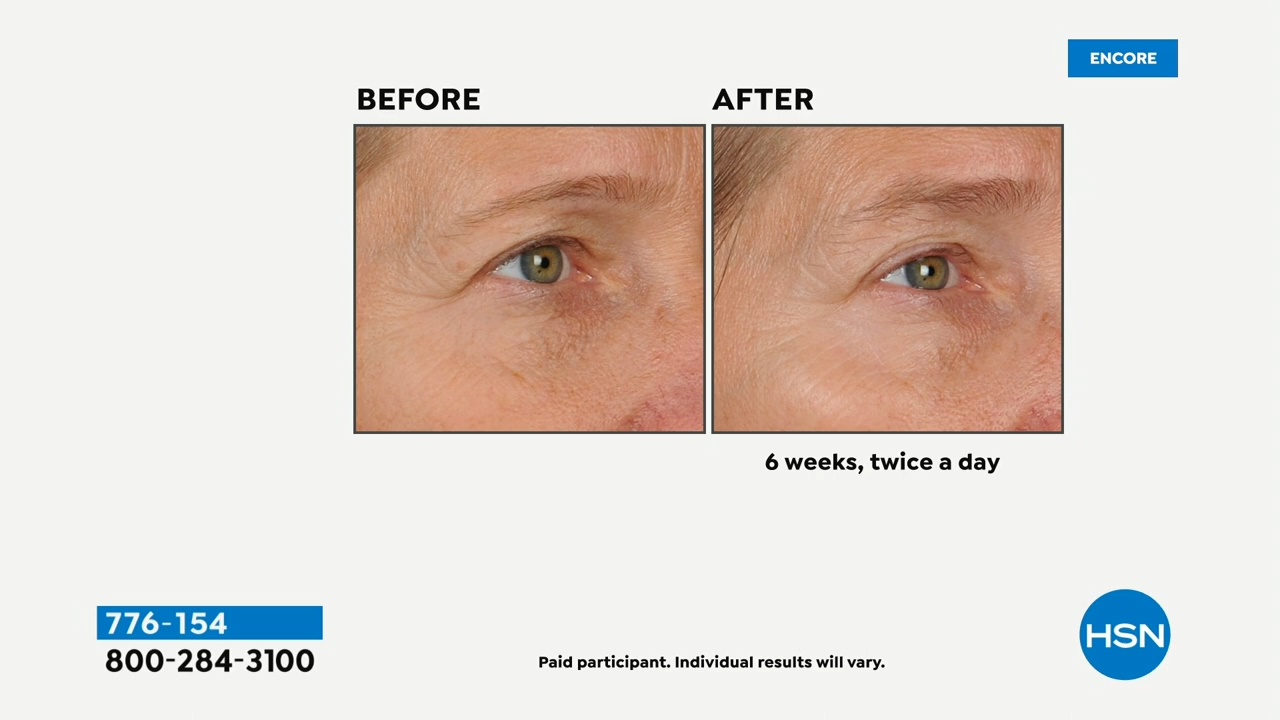 ENCORE
BEFORE
AFTER
6 weeks, twice a day
776-154
800-284-3100
Paid participant. Individual results will vary.
HSN